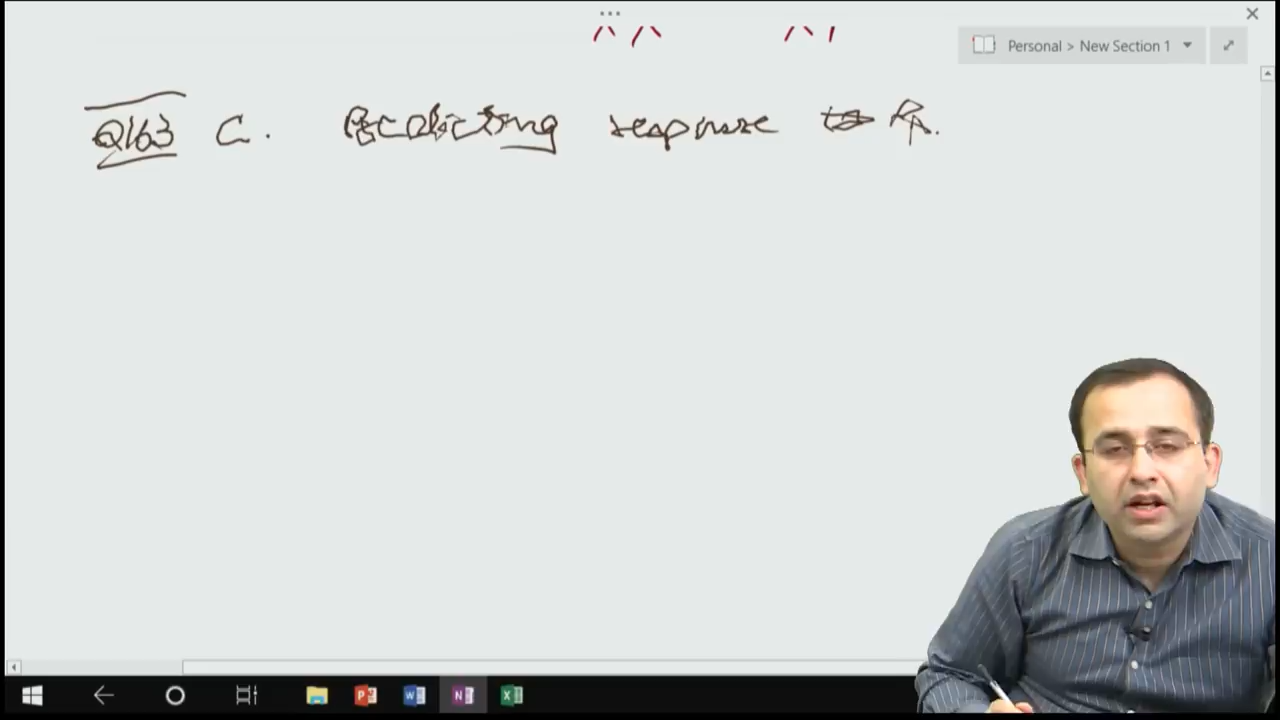 Personal > New Section 1
Q163 C. Predicting response to Rx.